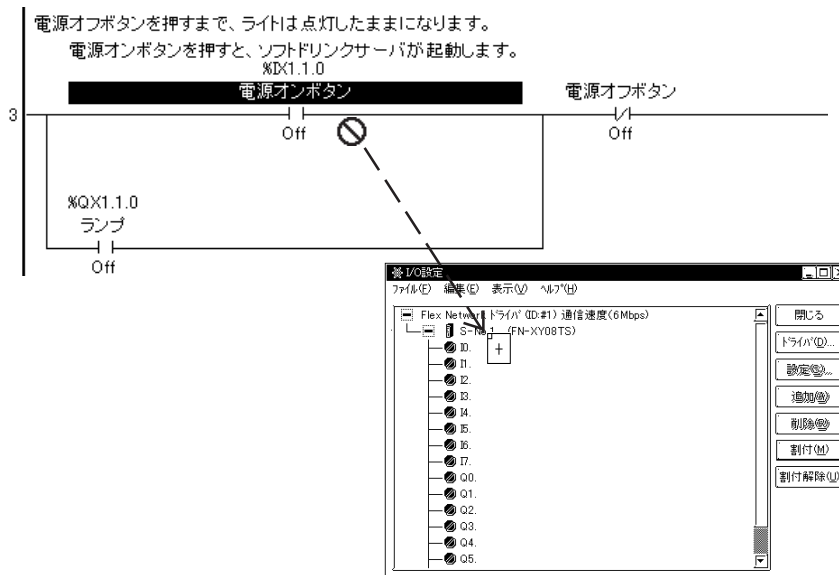 電源オフボタンを押すまで、ライトは点灯したままになります。
電源オンボタンを押すと、ソフトドリンクサーバが起動します。
%IX1.1.0
電源オンボタン
電源オフボタン
3
Off
Off
%QX1.1.0
ランプ
Off
I/O設定
ファイル(F) 編集(E) 表示(V) ヘルプ(H)
Flex Network ドライバ (ID:#1) 通信速度(6Mbps)
(FN-XY08TS)
I0.
I1.
I2.
I3.
I4.
I5.
I6.
I7.
Q0.
Q1.
Q2.
Q3.
Q4.
Q5.
閉じる
ドライバ(D)...
設定(S)...
追加(A)
削除(R)
割付(M)
割付解除(U)